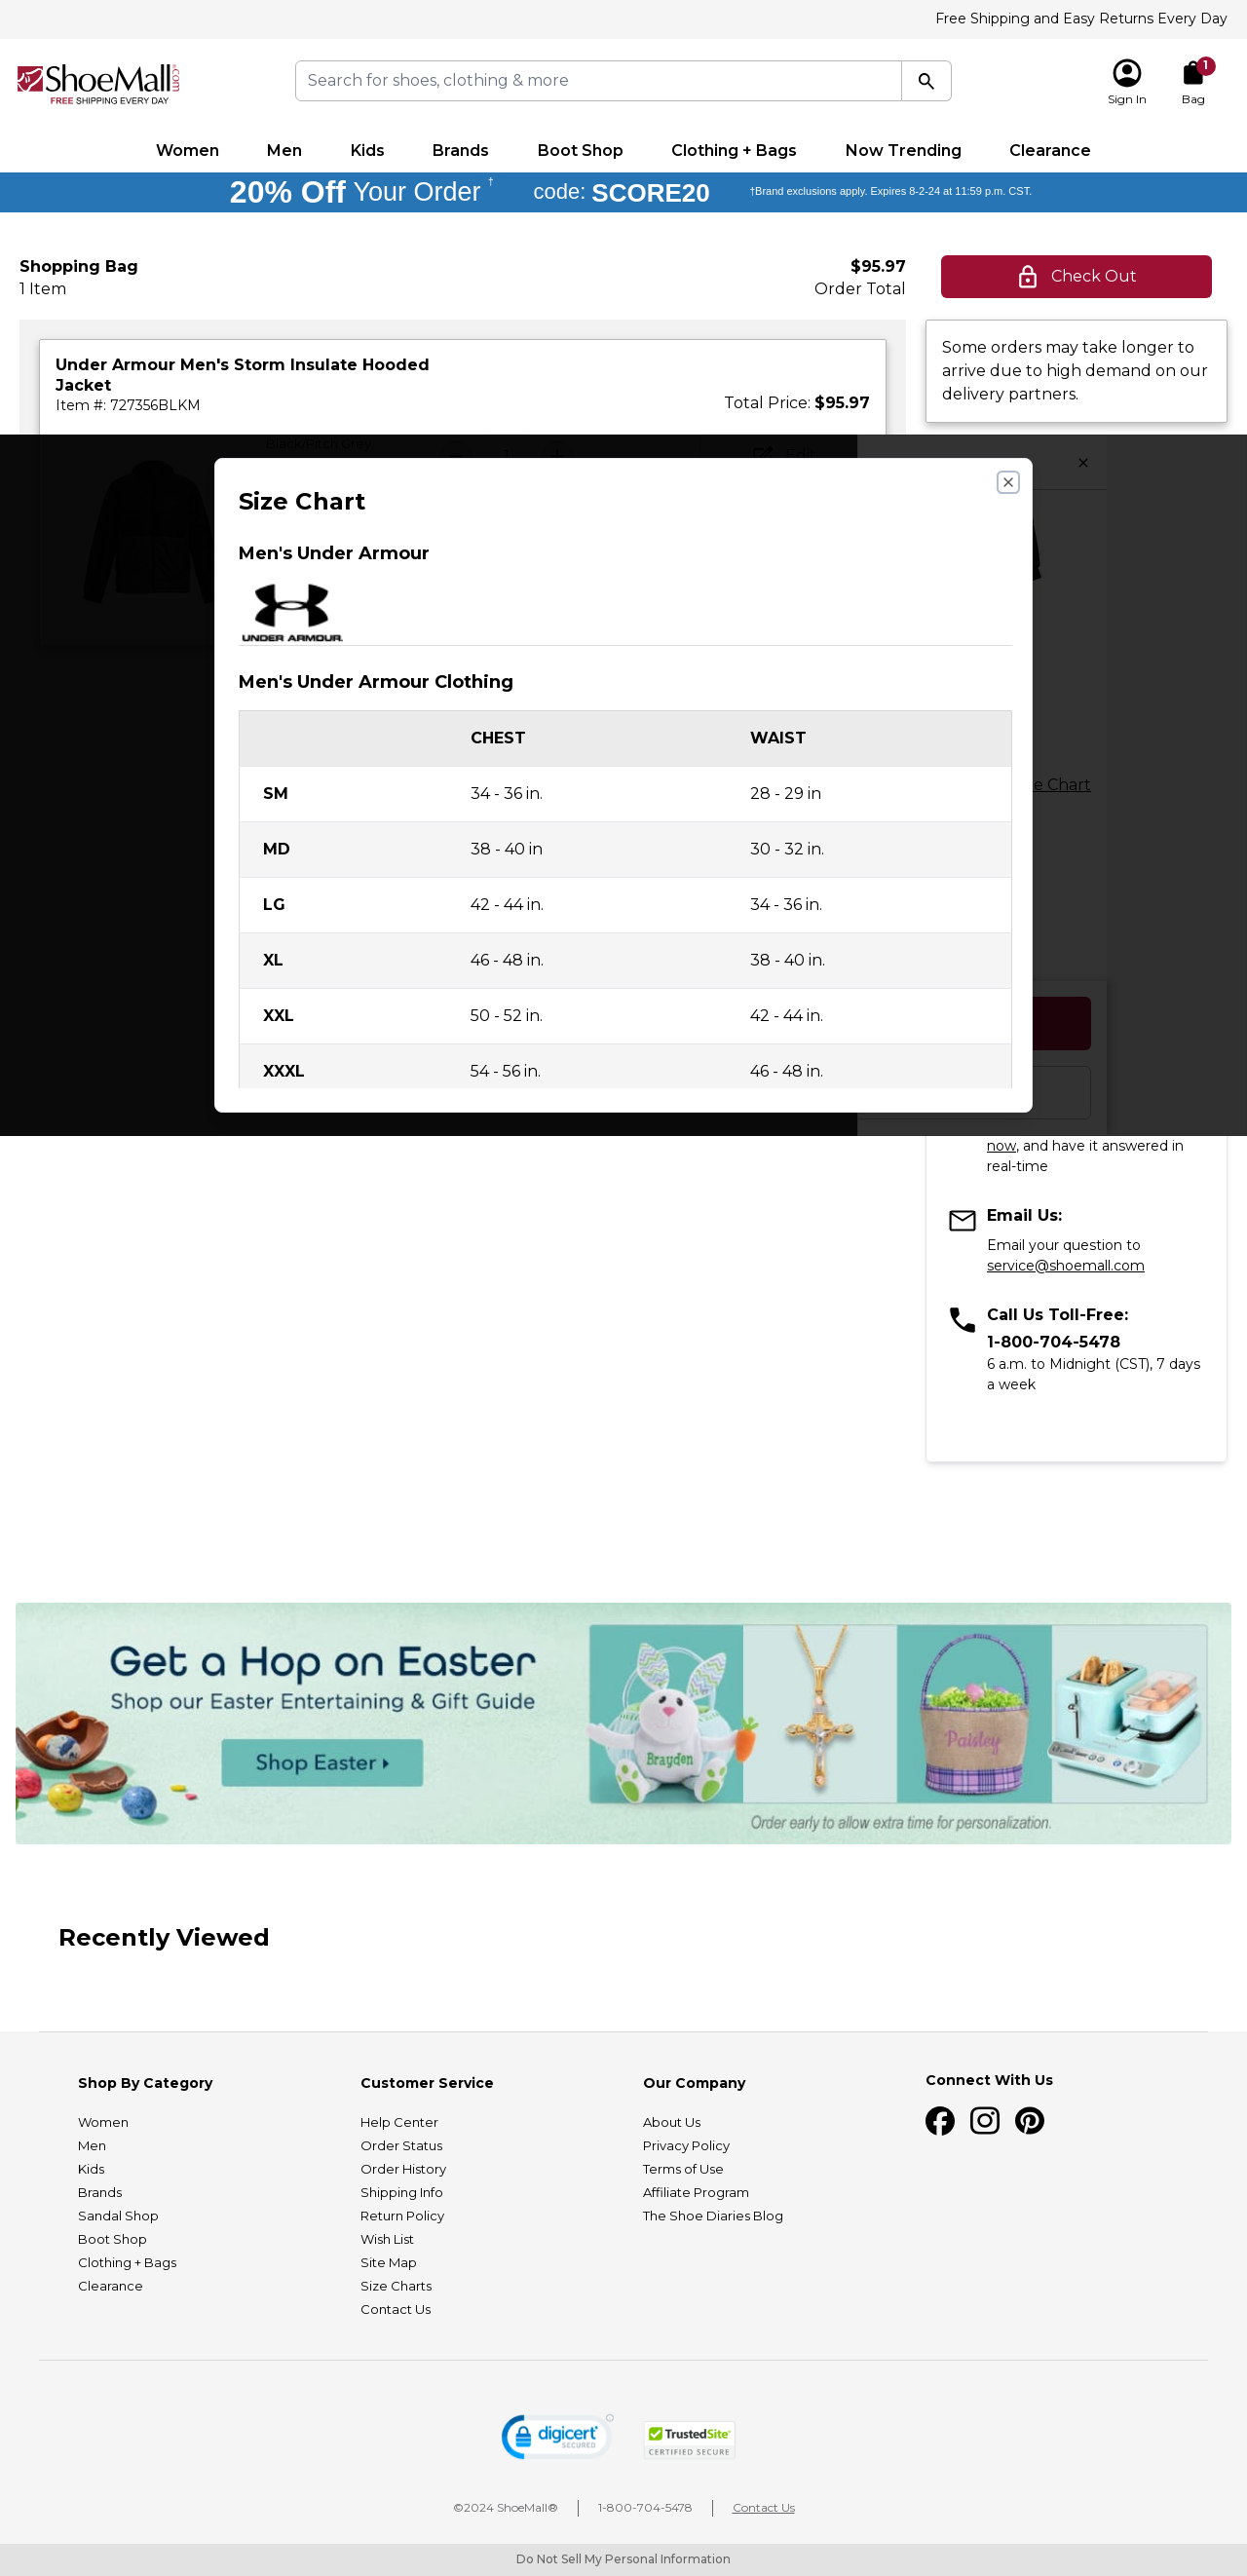 Free Shipping and Easy Returns Every Day
ShoeMall.com
FREE SHIPPING EVERY DAY
Search for shoes, clothing & more
1
Sign In
Bag
Women Men Kids Brands Boot Shop Clothing + Bags Now Trending Clearance
20% Off Your Order † code: SCORE20 †Brand exclusions apply. Expires 8-2-24 at 11:59 p.m. CST.
Shopping Bag
1 Item
$95.97
Order Total
Check Out
Under Armour Men's Storm Insulate Hooded
Jacket
Item #: 727356BLKM
Total Price: $95.97
Some orders may take longer to
arrive due to high demand on our
delivery partners.
Black/Pitch Grey
Edit
Size Chart
Men's Under Armour
UNDER ARMOUR.
Men's Under Armour Clothing
CHEST WAIST
SM 34 - 36 in. 28 - 29 in
MD 38 - 40 in 30 - 32 in.
LG 42 - 44 in. 34 - 36 in.
XL 46 - 48 in. 38 - 40 in.
XXL 50 - 52 in. 42 - 44 in.
XXXL 54 - 56 in. 46 - 48 in.
e Chart
now, and have it answered in
real-time
Email Us:
Email your question to
service@shoemall.com
Call Us Toll-Free:
1-800-704-5478
6 a.m. to Midnight (CST), 7 days
a week
Get a Hop on Easter
Shop our Easter Entertaining & Gift Guide
Shop Easter
Brayden
Paisley
Order early to allow extra time for personalization.
Recently Viewed
Shop By Category
Women
Men
Kids
Brands
Sandal Shop
Boot Shop
Clothing + Bags
Clearance
Customer Service
Help Center
Order Status
Order History
Shipping Info
Return Policy
Wish List
Site Map
Size Charts
Contact Us
Our Company
About Us
Privacy Policy
Terms of Use
Affiliate Program
The Shoe Diaries Blog
Connect With Us
digicert
SECURED
TrustedSite
CERTIFIED SECURE
©2024 ShoeMall® 1-800-704-5478 Contact Us
Do Not Sell My Personal Information